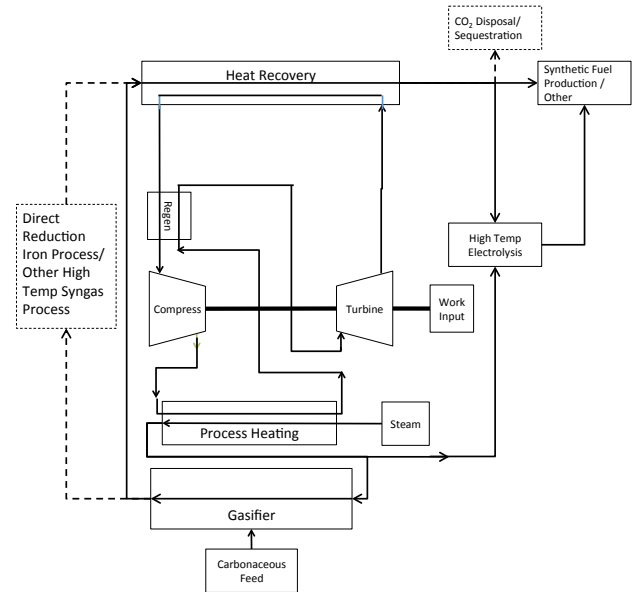 CO₂ Disposal/
Sequestration
Heat Recovery
Synthetic Fuel
Production /
Other
Regen
Direct
Reduction
Iron Process/
Other High
Temp Syngas
Process
High Temp
Electrolysis
Compress
Turbine
Work
Input
Steam
Process Heating
Gasifier
Carbonaceous
Feed